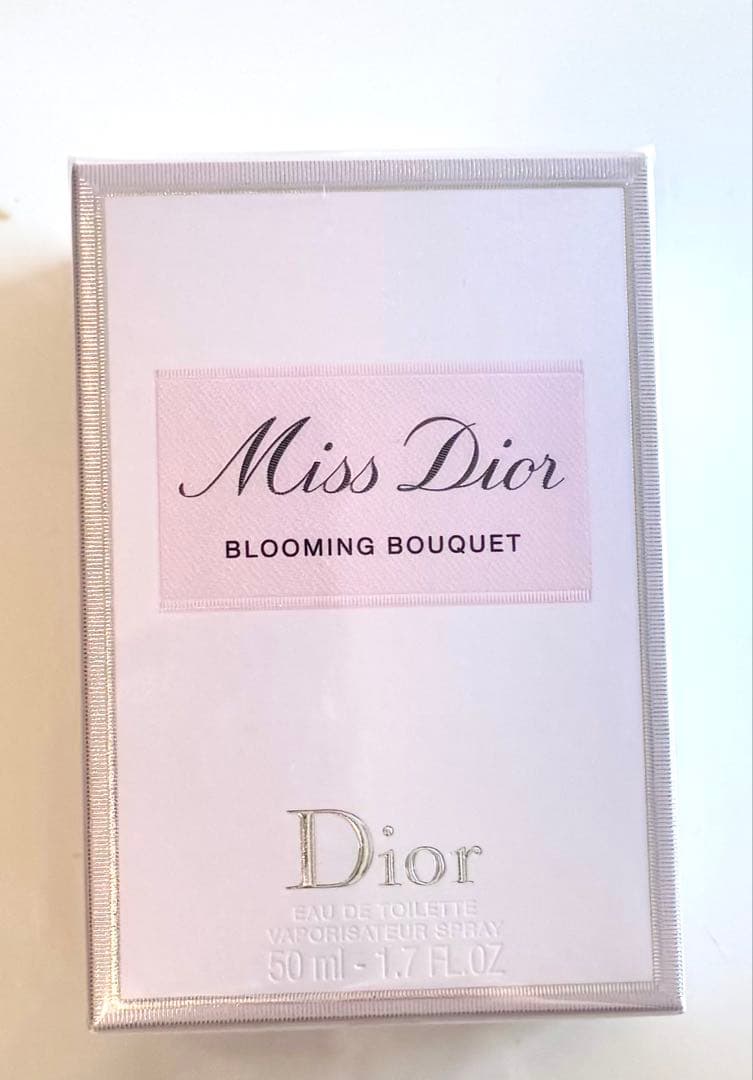 Miss Dior
BLOOMING BOUQUET
Dior
EAU DE TOILETTE
VAPORISATEUR SPRAY
50 ml - 1.7 FL.OZ